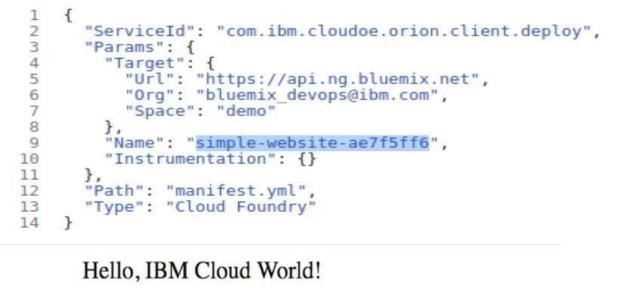 1 {
2 "ServiceId": "com.ibm.cloudoe.orion.client.deploy",
3 "Params": {
4 "Target": {
5 "Url": "https://api.ng.bluemix.net",
6 "Org": "bluemix_devops@ibm.com",
7 "Space": "demo"
8 },
9 "Name": "simple-website-ae7f5ff6",
10 "Instrumentation": {}
11 },
12 "Path": "manifest.yml",
13 "Type": "Cloud Foundry"
14 }
Hello, IBM Cloud World!